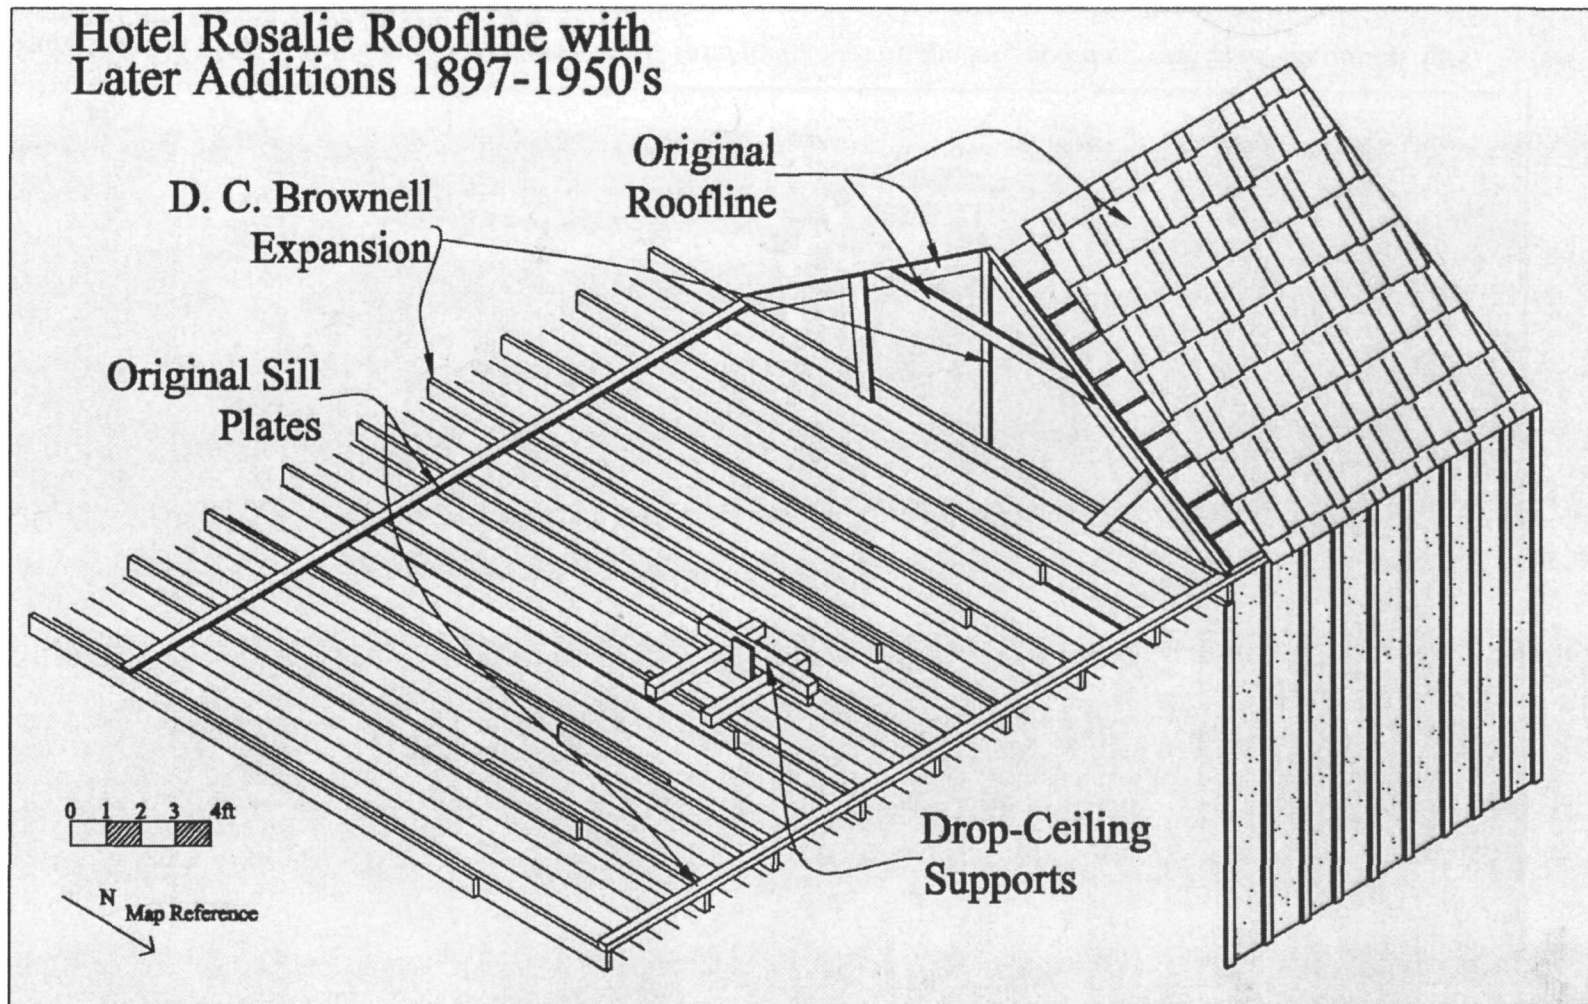 Hotel Rosalie Roofline with
Later Additions 1897-1950's
Original
Roofline
D. C. Brownell
Expansion
Original Sill
Plates
0 1 2 3 4ft
N
Map Reference
Drop-Ceiling
Supports